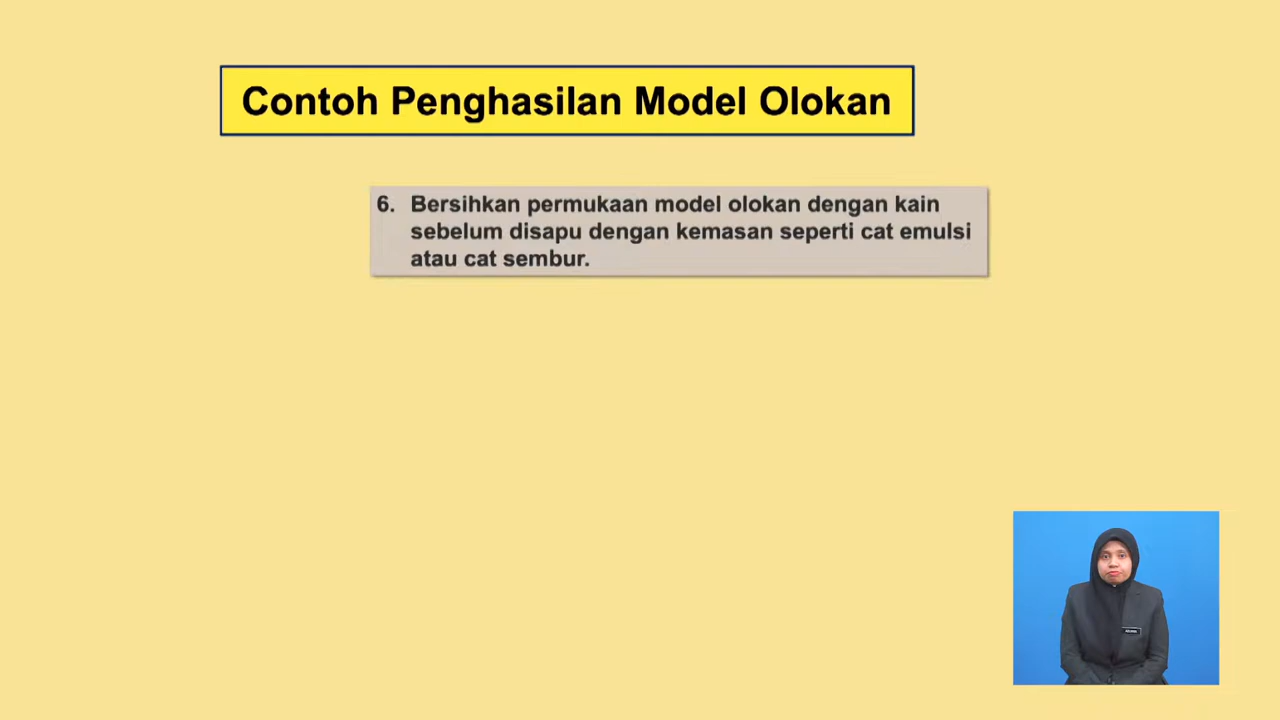 Contoh Penghasilan Model Olokan
6. Bersihkan permukaan model olokan dengan kain
sebelum disapu dengan kemasan seperti cat emulsi
atau cat sembur.